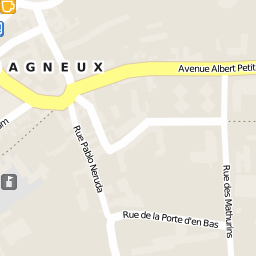 AGNEUX
Avenue Albert Petit
Rue Pablo Neruda
Rue des Mathurins
Rue de la Porte d'en Bas